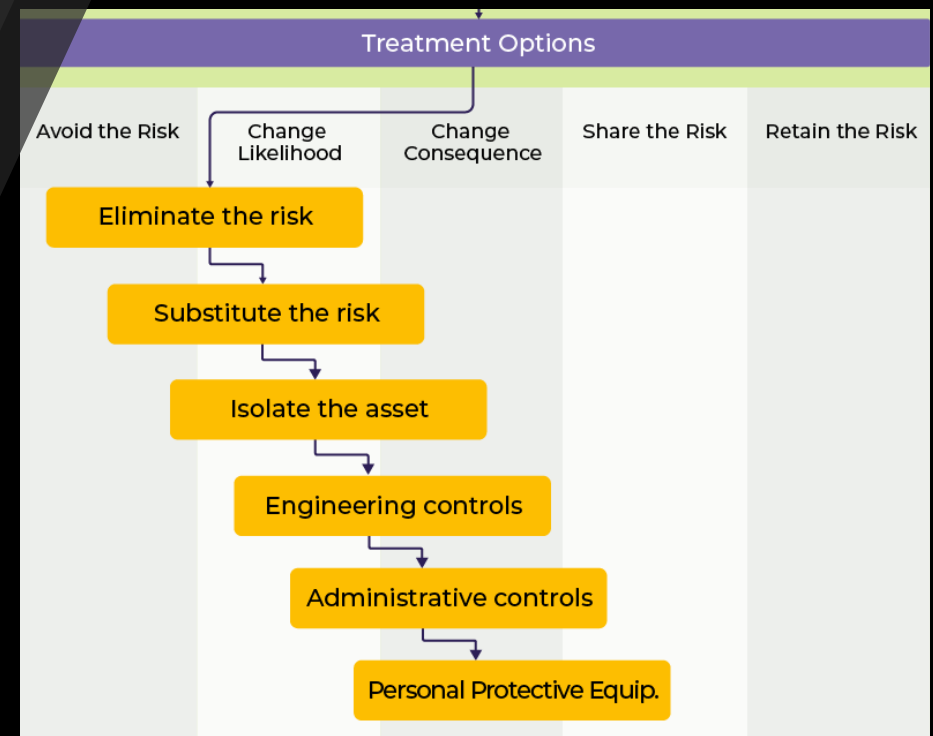 Treatment Options
Avoid the Risk
Change
Likelihood
Change
Consequence
Share the Risk
Retain the Risk
Eliminate the risk
Substitute the risk
Isolate the asset
Engineering controls
Administrative controls
Personal Protective Equip.